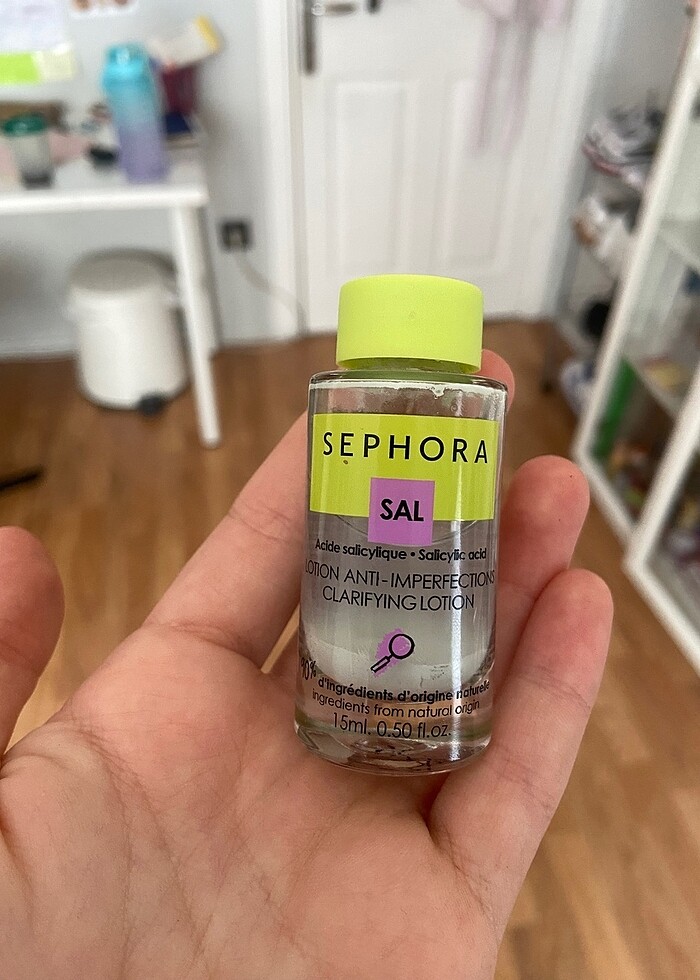 SEPHORA
SAL
Acide salicylique • Salicylic acid
LOTION ANTI-IMPERFECTIONS
CLARIFYING LOTION
90%
d'ingrédients d'origine naturelle
ingredients from natural origin
15ml. 0.50 fl.oz.